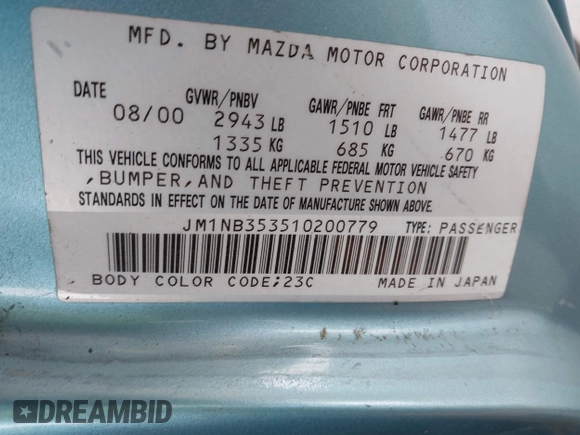 MFD. BY MAZDA MOTOR CORPORATION
DATE GVWR/PNBV GAWR/PNBE FRT GAWR/PNBE RR
08/00 2943 LB 1510 LB 1477 LB
1335 KG 685 KG 670 KG
THIS VEHICLE CONFORMS TO ALL APPLICABLE FEDERAL MOTOR VEHICLE SAFETY
,BUMPER,AND THEFT PREVENTION
STANDARDS IN EFFECT ON THE DATE OF MANUFACTURE SHOWN ABOVE.
JM1NB353510200779 TYPE: PASSENGER
BODY COLOR CODE;23C MADE IN JAPAN
DREAMBID